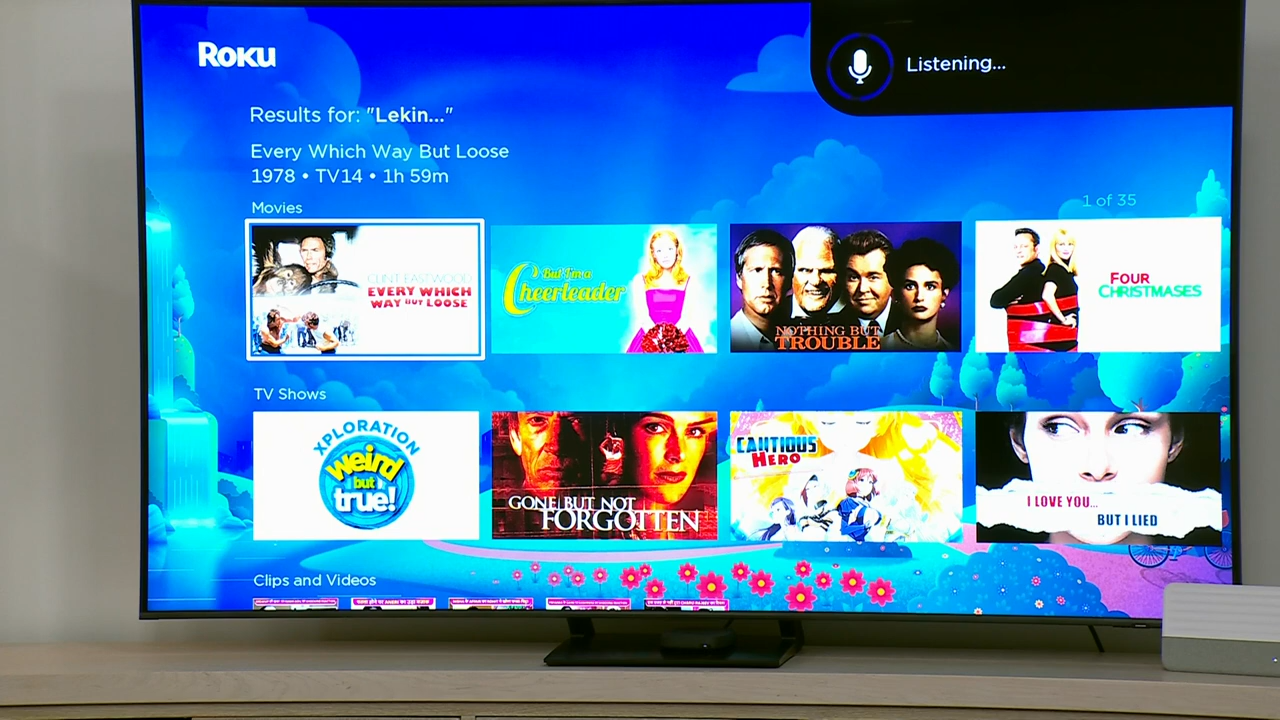 Roku
Listening...
Results for: "Lekin..."
Every Which Way But Loose
1978 • TV14 • 1h 59m
Movies
1 of 35
CLINT EASTWOOD
EVERY WHICH
WAY BUT LOOSE
But I'm a
Cheerleader
NOTHING BUT
TROUBLE
FOUR
CHRISTMASES
TV Shows
XPLORATION
weird
but
true!
GONE BUT NOT
FORGOTTEN
CAUTIOUS
HERO
I LOVE YOU...
BUT I LIED
Clips and Videos